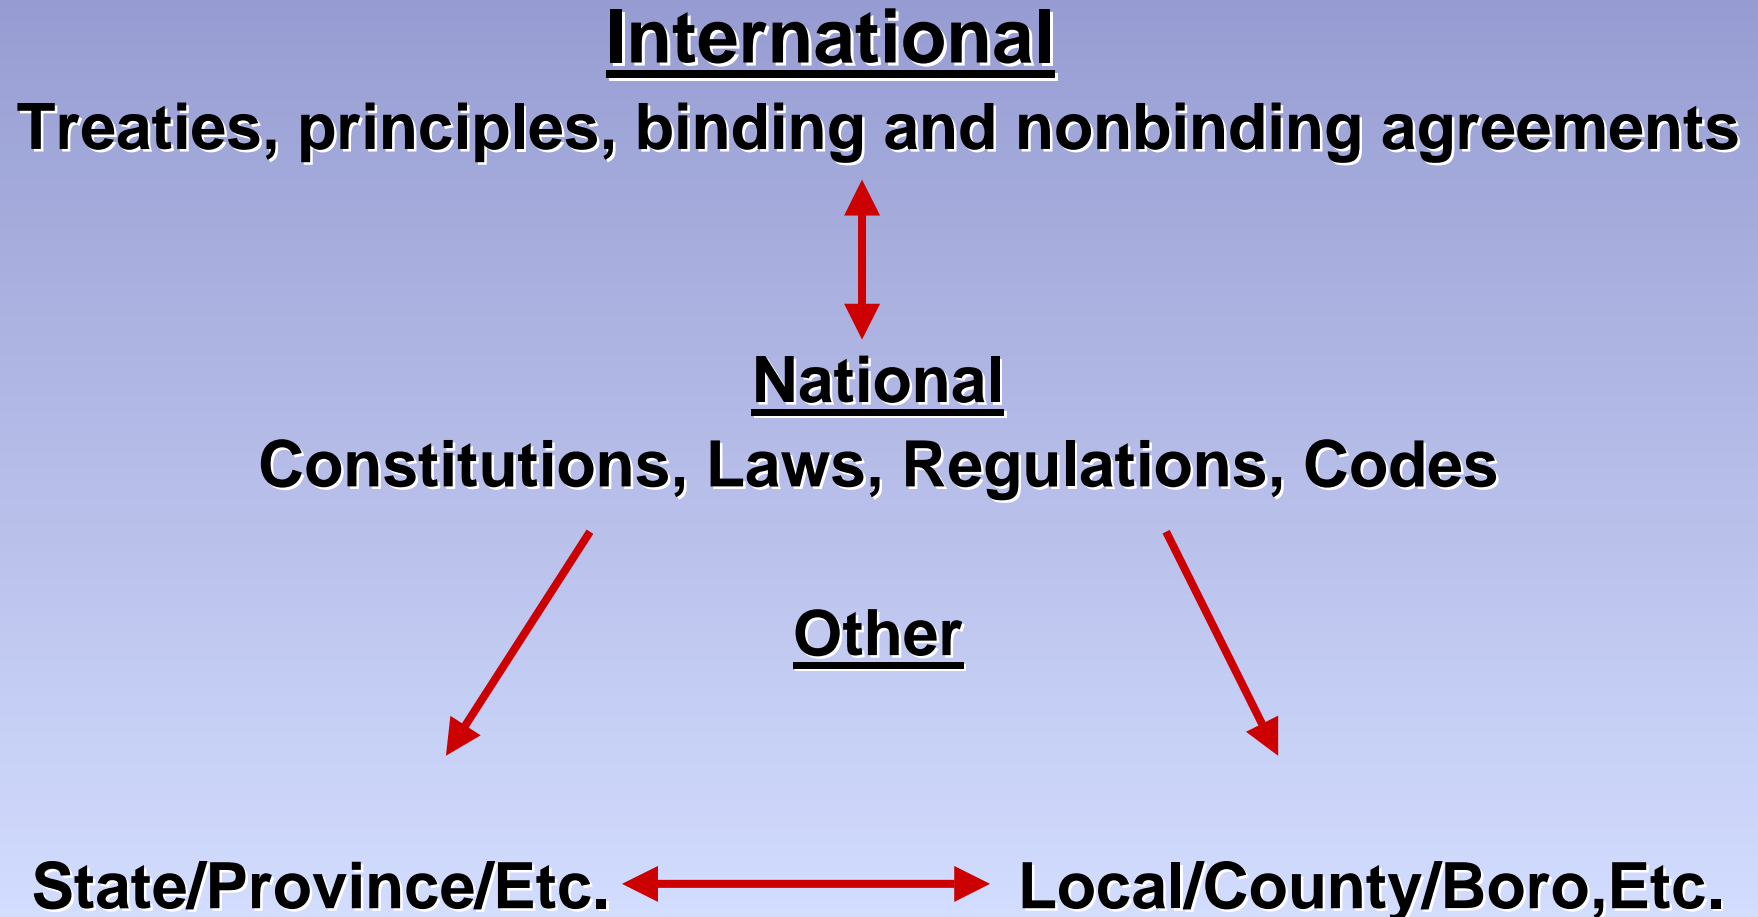 International
Treaties, principles, binding and nonbinding agreements
National
Constitutions, Laws, Regulations, Codes
Other
State/Province/Etc. Local/County/Boro,Etc.